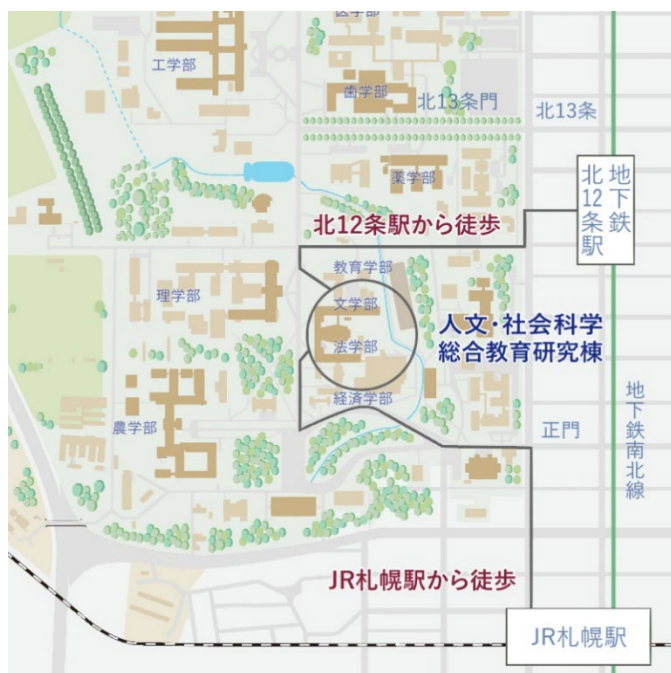 医学部
工学部
歯学部
北13条門
北13条
薬学部
地下鉄
北12条駅
北12条駅から徒歩
教育学部
理学部
文学部
人文・社会科学
総合教育研究棟
法学部
経済学部
農学部
正門
地下鉄南北線
JR札幌駅から徒歩
JR札幌駅